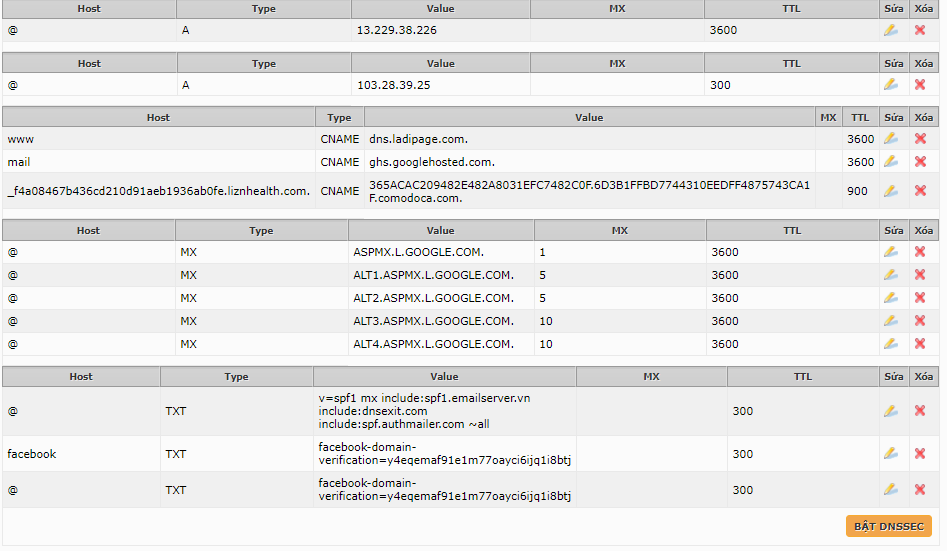 Host Type Value MX TTL Sửa Xóa
@ A 13.229.38.226 3600
Host Type Value MX TTL Sửa Xóa
@ A 103.28.39.25 300
Host Type Value MX TTL Sửa Xóa
www CNAME dns.ladipage.com. 3600
mail CNAME ghs.googlehosted.com. 3600
_f4a08467b436cd210d91aeb1936ab0fe.liznhealth.com. CNAME 365ACAC209482E482A8031EFC7482C0F.6D3B1FFBD7744310EEDFF4875743CA1
F.comodoca.com. 900
Host Type Value MX TTL Sửa Xóa
@ MX ASPMX.L.GOOGLE.COM. 1 3600
@ MX ALT1.ASPMX.L.GOOGLE.COM. 5 3600
@ MX ALT2.ASPMX.L.GOOGLE.COM. 5 3600
@ MX ALT3.ASPMX.L.GOOGLE.COM. 10 3600
@ MX ALT4.ASPMX.L.GOOGLE.COM. 10 3600
Host Type Value MX TTL Sửa Xóa
@ TXT v=spf1 mx include:spf1.emailserver.vn
include:dnsexit.com
include:spf.authmailer.com ~all 300
facebook TXT facebook-domain-
verification=y4eqemaf91e1m77oayci6ijq1i8btj 300
@ TXT facebook-domain-
verification=y4eqemaf91e1m77oayci6ijq1i8btj 300
BẬT DNSSEC